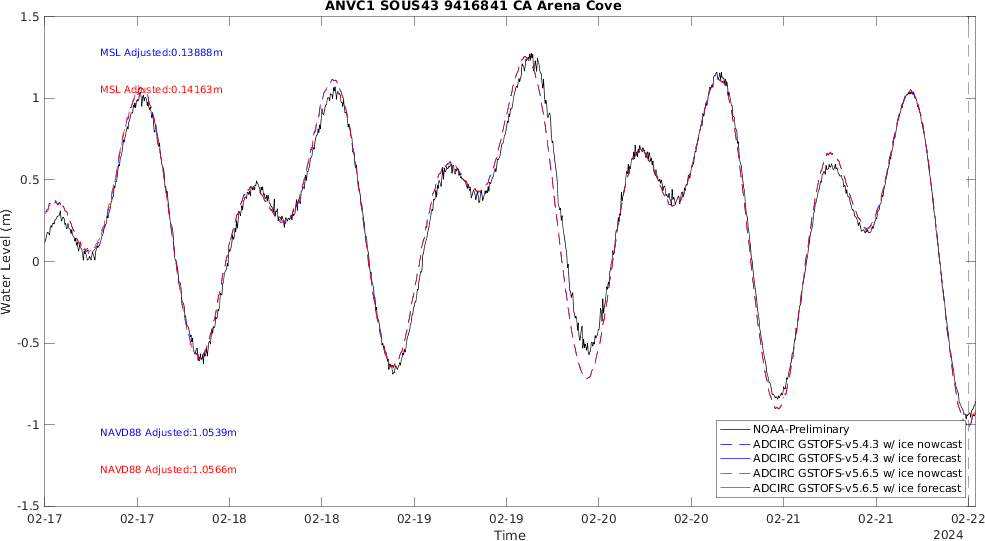 ANVC1 SOUS43 9416841 CA Arena Cove
1.5
1
0.5
0
-0.5
-1
-1.5
Water Level (m)
MSL Adjusted:0.13888m
MSL Adjusted:0.14163m
NAVD88 Adjusted:1.0539m
NAVD88 Adjusted:1.0566m
NOAA-Preliminary
ADCIRC GSTOFS-v5.4.3 w/ ice nowcast
ADCIRC GSTOFS-v5.4.3 w/ ice forecast
ADCIRC GSTOFS-v5.6.5 w/ ice nowcast
ADCIRC GSTOFS-v5.6.5 w/ ice forecast
02-17 02-17 02-18 02-18 02-19 02-19 02-20 02-20 02-21 02-21 02-22
Time
2024